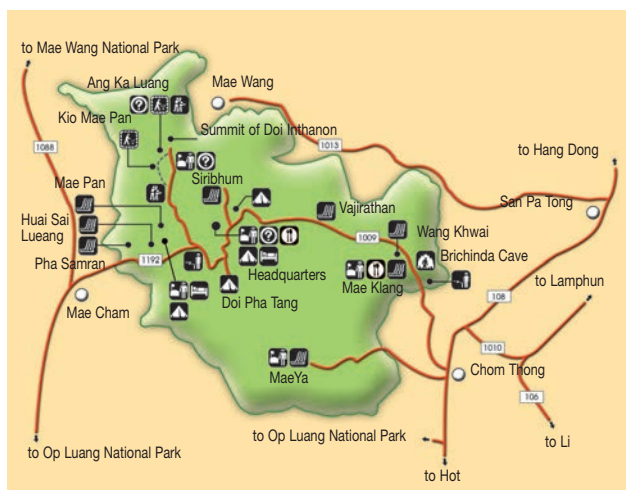 to Mae Wang National Park
Ang Ka Luang
Mae Wang
Kio Mae Pan
Summit of Doi Inthanon
1088
1013
to Hang Dong
Siribhum
Mae Pan
San Pa Tong
Vajirathan
Huai Sai
Lueang
Wang Khwai
1009
Brichinda Cave
Pha Samran
1192
Headquarters
Mae Klang
to Lamphun
108
Doi Pha Tang
Mae Cham
1010
MaeYa
Chom Thong
106
to Op Luang National Park
to Li
to Op Luang National Park
to Hot